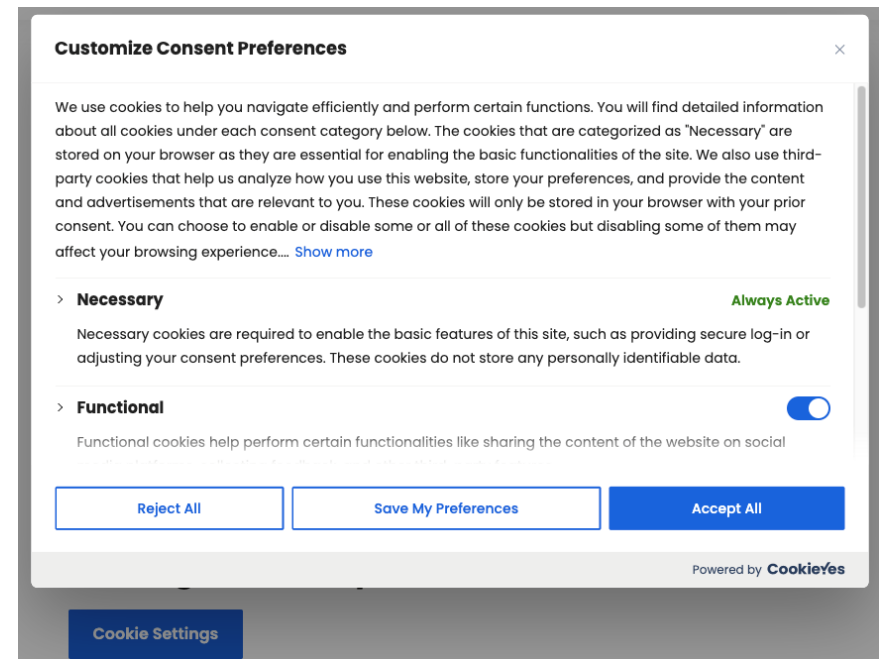 Customize Consent Preferences
We use cookies to help you navigate efficiently and perform certain functions. You will find detailed information
about all cookies under each consent category below. The cookies that are categorized as "Necessary" are
stored on your browser as they are essential for enabling the basic functionalities of the site. We also use third-
party cookies that help us analyze how you use this website, store your preferences, and provide the content
and advertisements that are relevant to you. These cookies will only be stored in your browser with your prior
consent. You can choose to enable or disable some or all of these cookies but disabling some of them may
affect your browsing experience.... Show more
Necessary Always Active
Necessary cookies are required to enable the basic features of this site, such as providing secure log-in or
adjusting your consent preferences. These cookies do not store any personally identifiable data.
Functional
Functional cookies help perform certain functionalities like sharing the content of the website on social
Reject All Save My Preferences Accept All
Powered by CookieYes
Cookie Settings